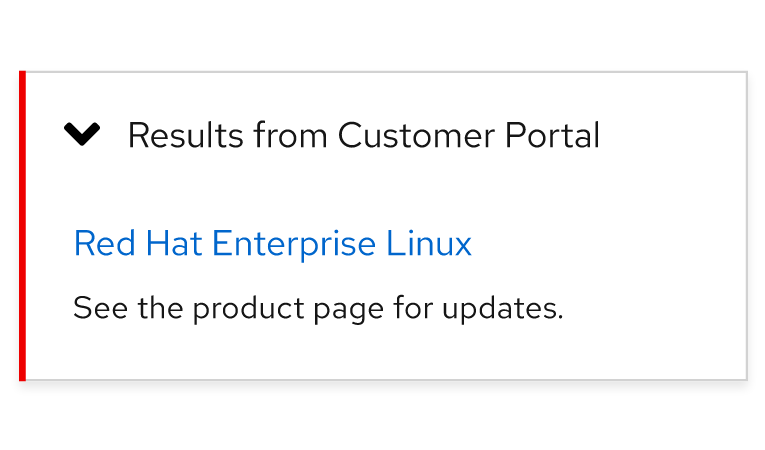 Results from Customer Portal
Red Hat Enterprise Linux
See the product page for updates.